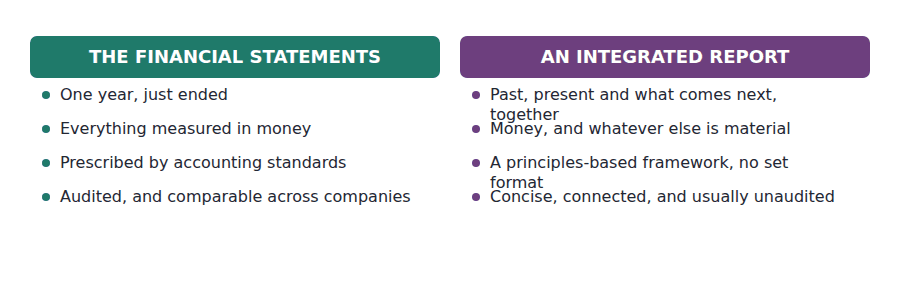 THE FINANCIAL STATEMENTS
One year, just ended
Everything measured in money
Prescribed by accounting standards
Audited, and comparable across companies
AN INTEGRATED REPORT
Past, present and what comes next,
together
Money, and whatever else is material
A principles-based framework, no set
format
Concise, connected, and usually unaudited